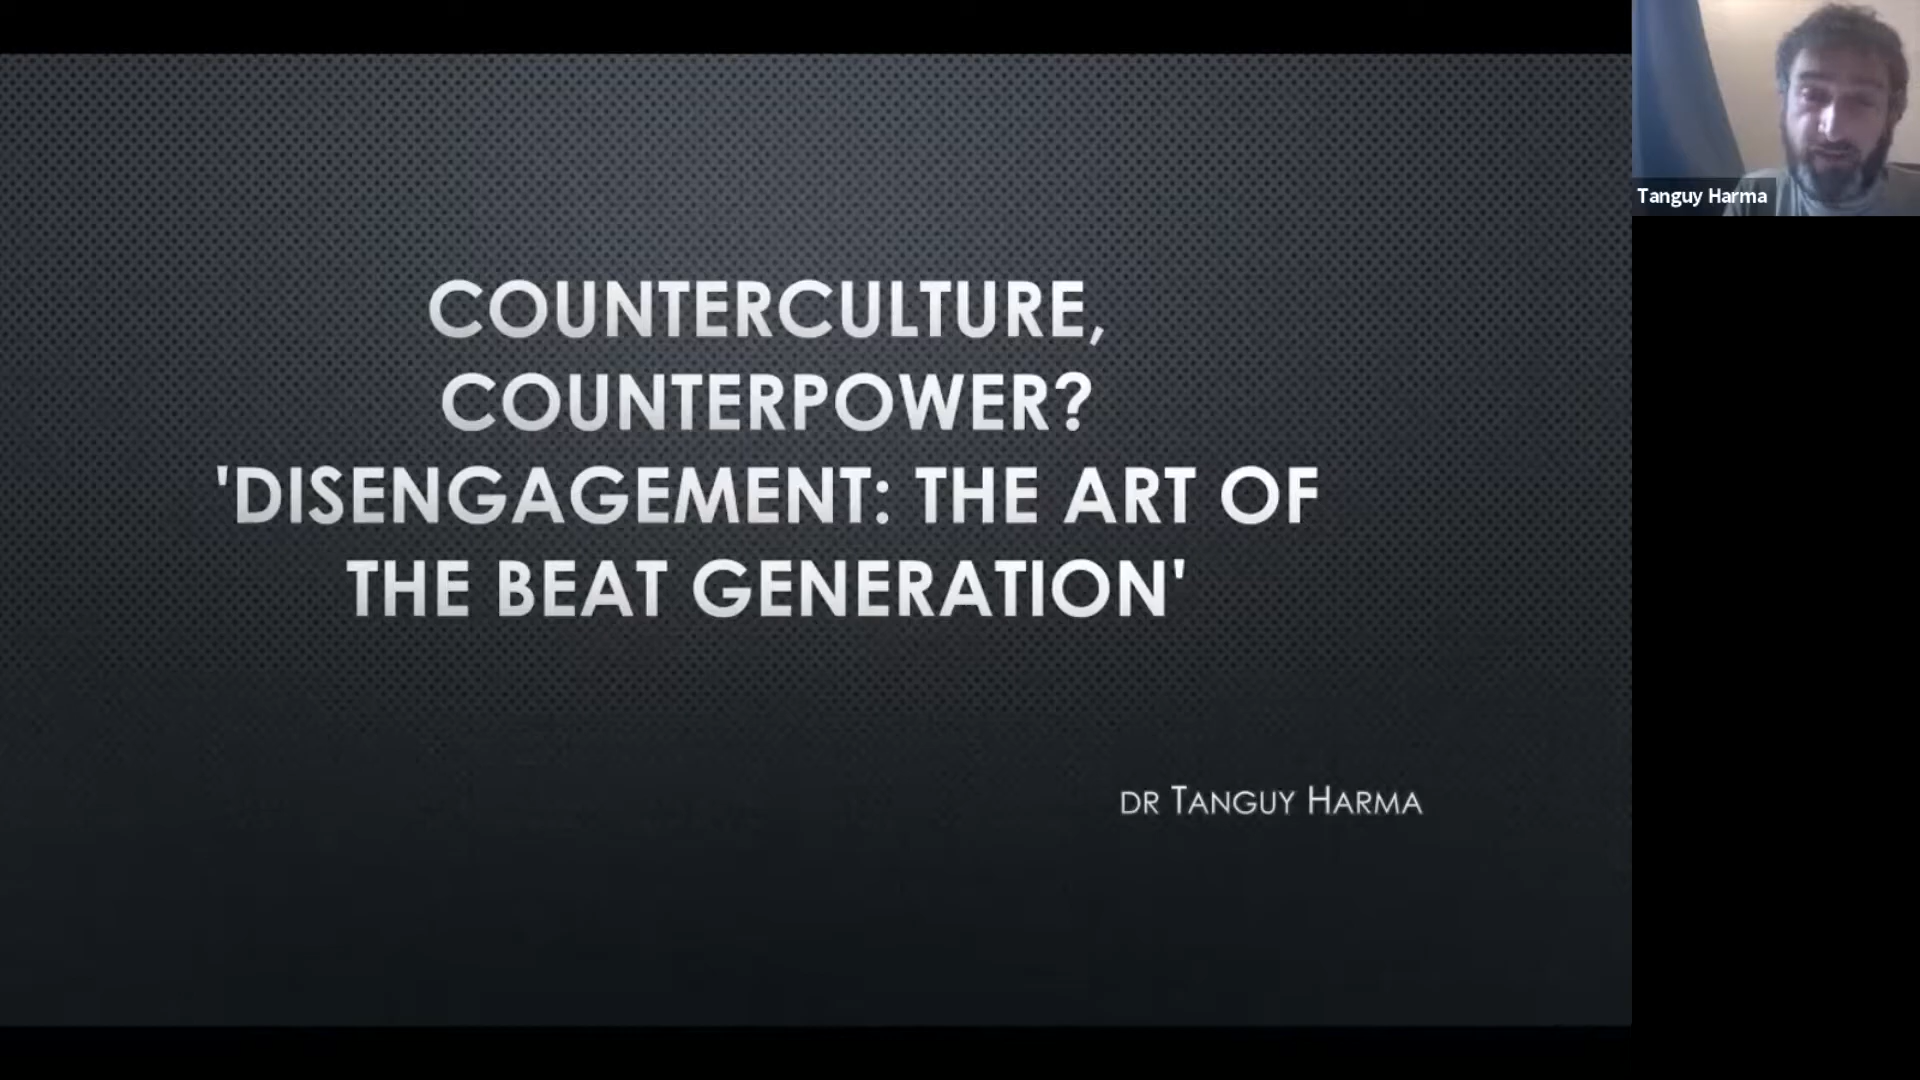 COUNTERCULTURE,
COUNTERPOWER?
'DISENGAGEMENT: THE ART OF
THE BEAT GENERATION'
DR TANGUY HARMA
Tanguy Harma